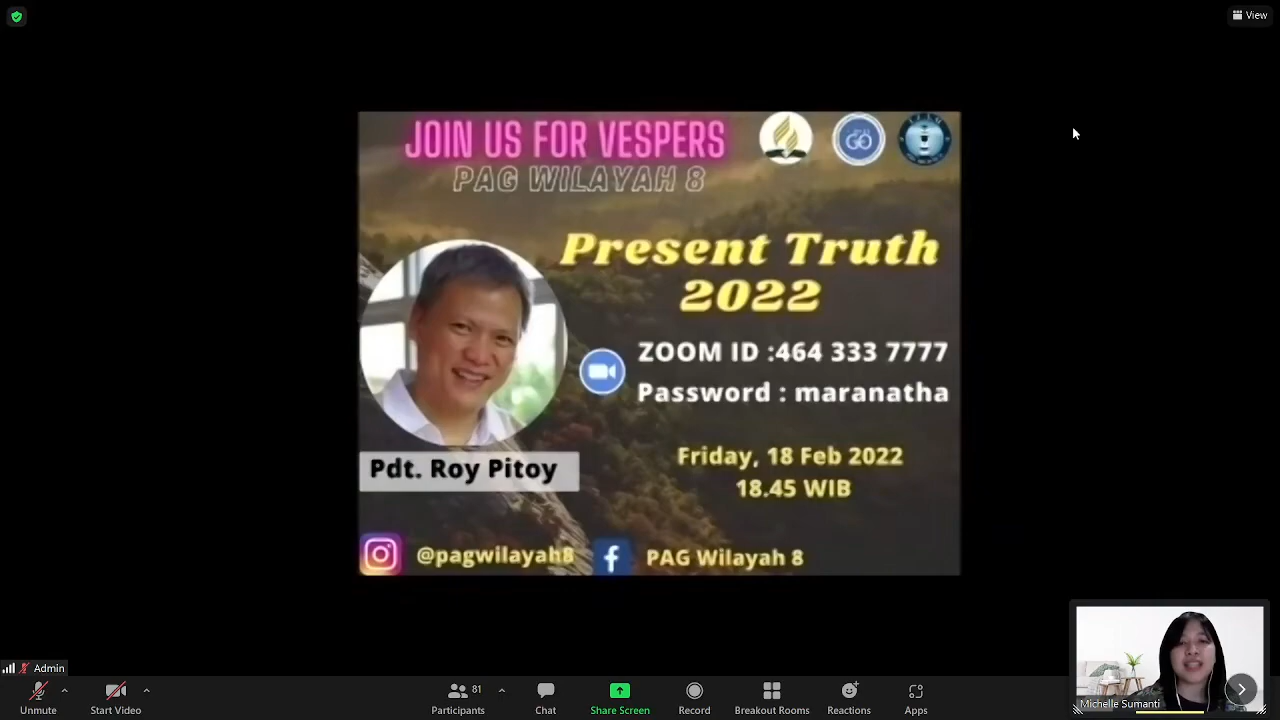 View
JOIN US FOR VESPERS
PAG WILAYAH 8
GO
Present Truth
2022
ZOOM ID :464 333 7777
Password : maranatha
Pdt. Roy Pitoy
Friday, 18 Feb 2022
18.45 WIB
@pagwilayah8
PAG Wilayah 8
Admin
Michelle Sumanti
Unmute
Start Video
81
Participants
Chat
Share Screen
Record
Breakout Rooms
Reactions
Apps